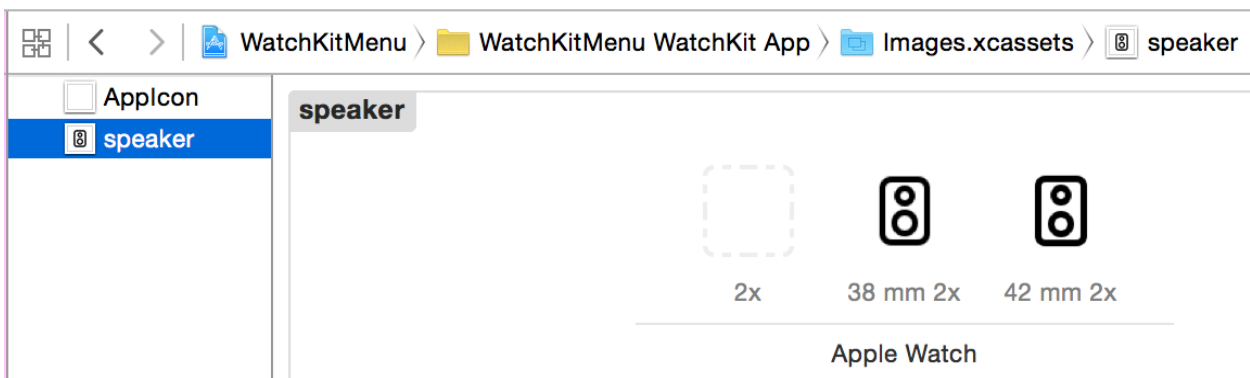 WatchKitMenu 〉 WatchKitMenu WatchKit App 〉 Images.xcassets 〉 speaker
AppIcon
speaker
speaker
2x
38 mm 2x
42 mm 2x
Apple Watch